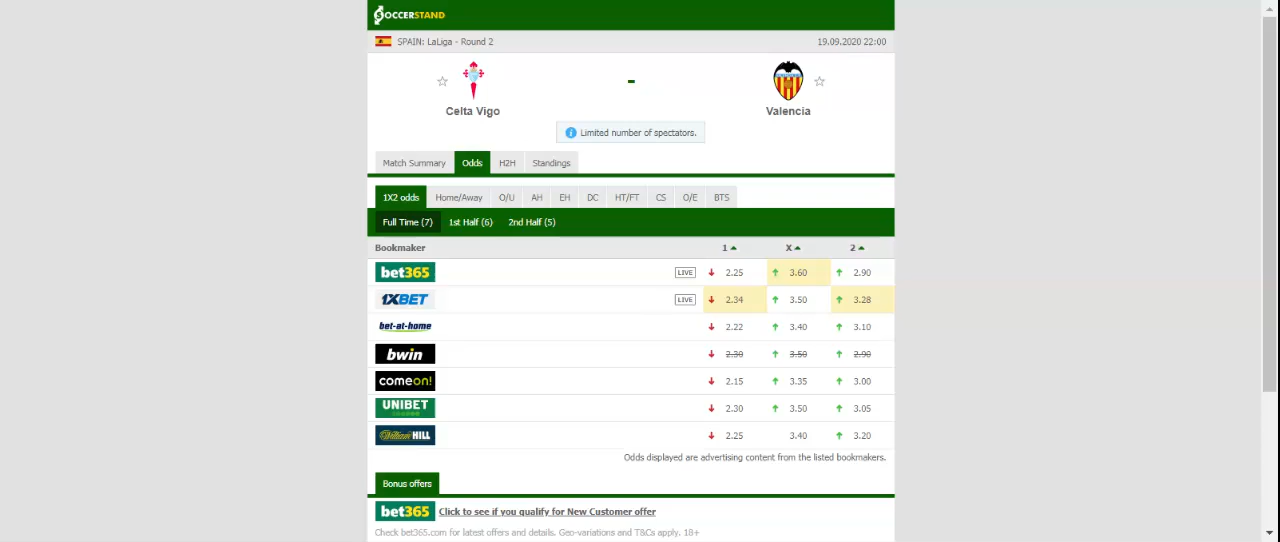 SOCCERSTAND
SPAIN: LaLiga - Round 2 19.09.2020 22:00
-
Celta Vigo Valencia
Limited number of spectators.
Match Summary Odds H2H Standings
1X2 odds Home/Away O/U AH EH DC HT/FT CS O/E BTS
Full Time (7) 1st Half (6) 2nd Half (5)
Bookmaker 1 X 2
bet365 LIVE 2.25 3.60 2.90
1XBET LIVE 2.34 3.50 3.28
bet-at-home 2.22 3.40 3.10
bwin 2.30 3.50 2.90
comeon! 2.15 3.35 3.00
UNIBET 2.30 3.50 3.05
William HILL 2.25 3.40 3.20
Odds displayed are advertising content from the listed bookmakers.
Bonus offers
bet365 Click to see if you qualify for New Customer offer
Check bet365.com for latest offers and details. Geo-variations and T&Cs apply. 18+